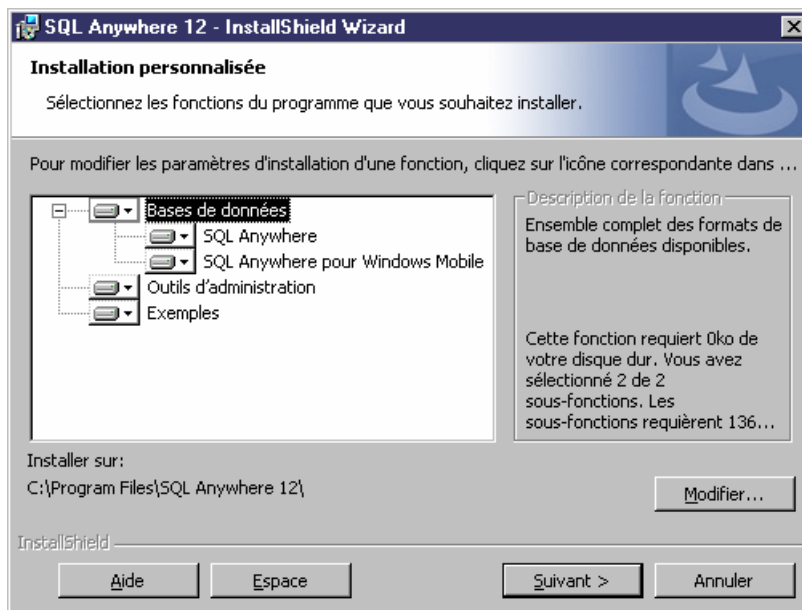 SQL Anywhere 12 - InstallShield Wizard
Installation personnalisée
Sélectionnez les fonctions du programme que vous souhaitez installer.
Pour modifier les paramètres d'installation d'une fonction, cliquez sur l'icône correspondante dans ...
Bases de données
SQL Anywhere
SQL Anywhere pour Windows Mobile
Outils d'administration
Exemples
Description de la fonction
Ensemble complet des formats de
base de données disponibles.
Cette fonction requiert 0ko de
votre disque dur. Vous avez
sélectionné 2 de 2
sous-fonctions. Les
sous-fonctions requièrent 136...
Installer sur:
C:\Program Files\SQL Anywhere 12\
Modifier...
InstallShield
Aide
Espace
Suivant >
Annuler